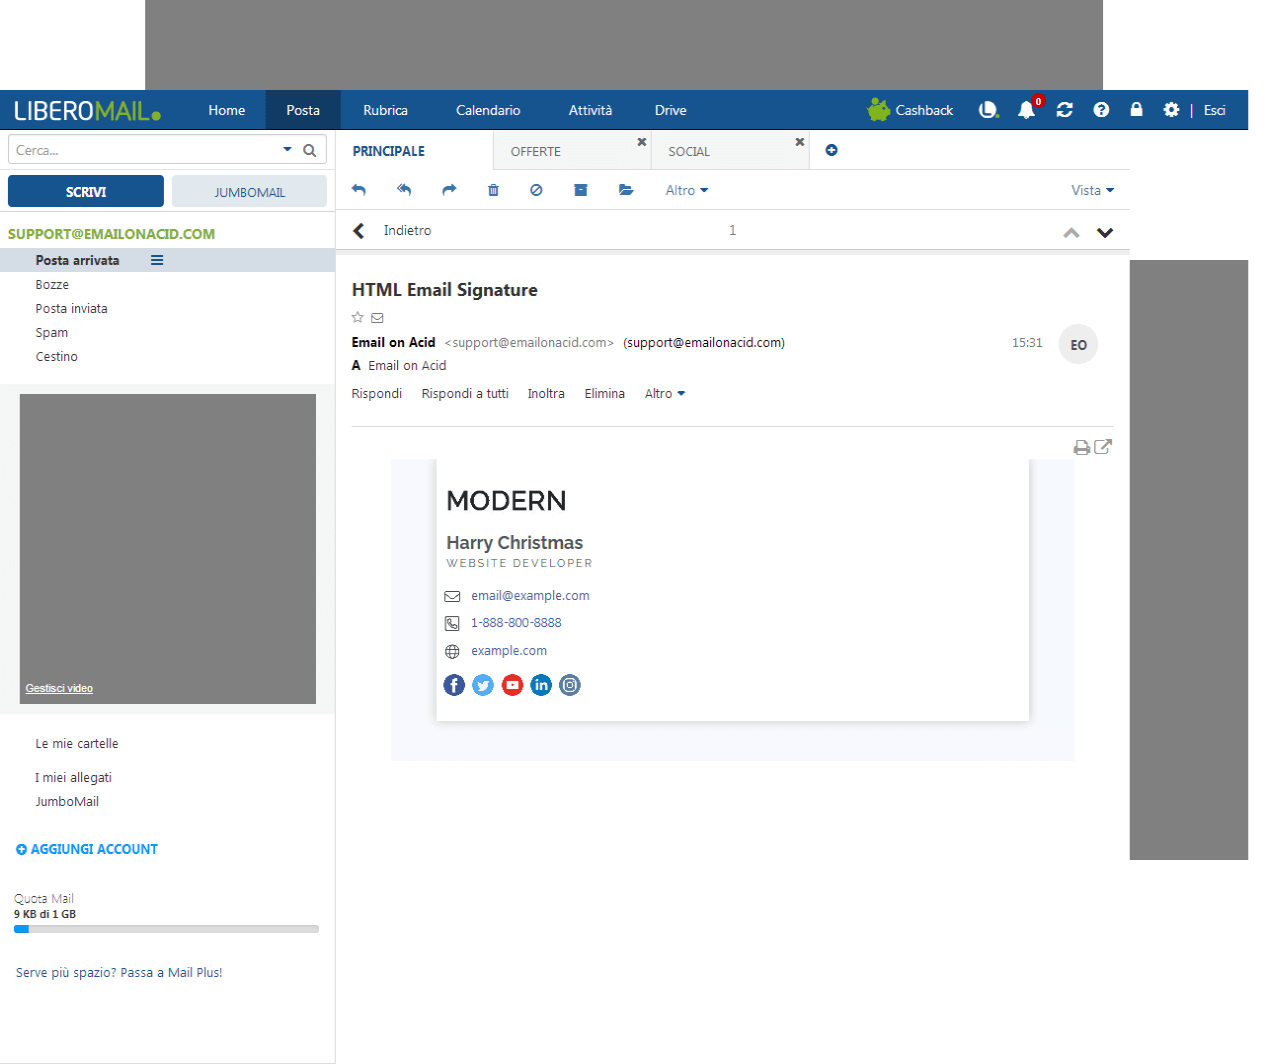 LIBEROMAIL. Home Posta Rubrica Calendario Attività Drive Cashback L. 0 | Esci
Cerca...
SCRIVI JUMBOMAIL
SUPPORT@EMAILONACID.COM
Posta arrivata
Bozze
Posta inviata
Spam
Cestino
Gestisci video
Le mie cartelle
I miei allegati
JumboMail
AGGIUNGI ACCOUNT
Quota Mail
9 KB di 1 GB
Serve più spazio? Passa a Mail Plus!
PRINCIPALE OFFERTE SOCIAL
Altro Vista
Indietro 1
HTML Email Signature
Email on Acid <support@emailonacid.com> (support@emailonacid.com) 15:31 EO
A Email on Acid
Rispondi Rispondi a tutti Inoltra Elimina Altro
MODERN
Harry Christmas
WEBSITE DEVELOPER
email@example.com
1-888-800-8888
example.com